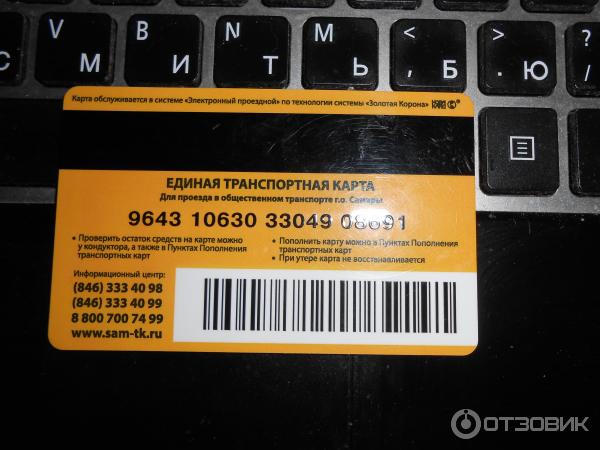 V B N M < >
С М И Т Ь , Б . Ю ? /
Карта обслуживается в системе «Электронный проездной» по технологии системы «Золотая Корона»
ЕДИНАЯ ТРАНСПОРТНАЯ КАРТА
Для проезда в общественном транспорте г.о. Самары
9643 10630 33049 08691
• Проверить остаток средств на карте можно
у кондуктора, а также в Пунктах Пополнения
транспортных карт
• Пополнить карту можно в Пунктах Пополнения
транспортных карт
• При утере карта не восстанавливается
Информационный центр:
(846) 333 40 98
(846) 333 40 99
8 800 700 74 99
www.sam-tk.ru
ОТЗОВИК